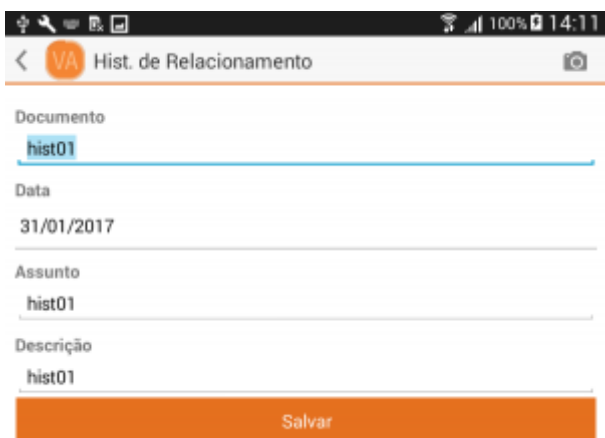 100% 14:11
VA Hist. de Relacionamento
Documento
hist01
Data
31/01/2017
Assunto
hist01
Descrição
hist01
Salvar